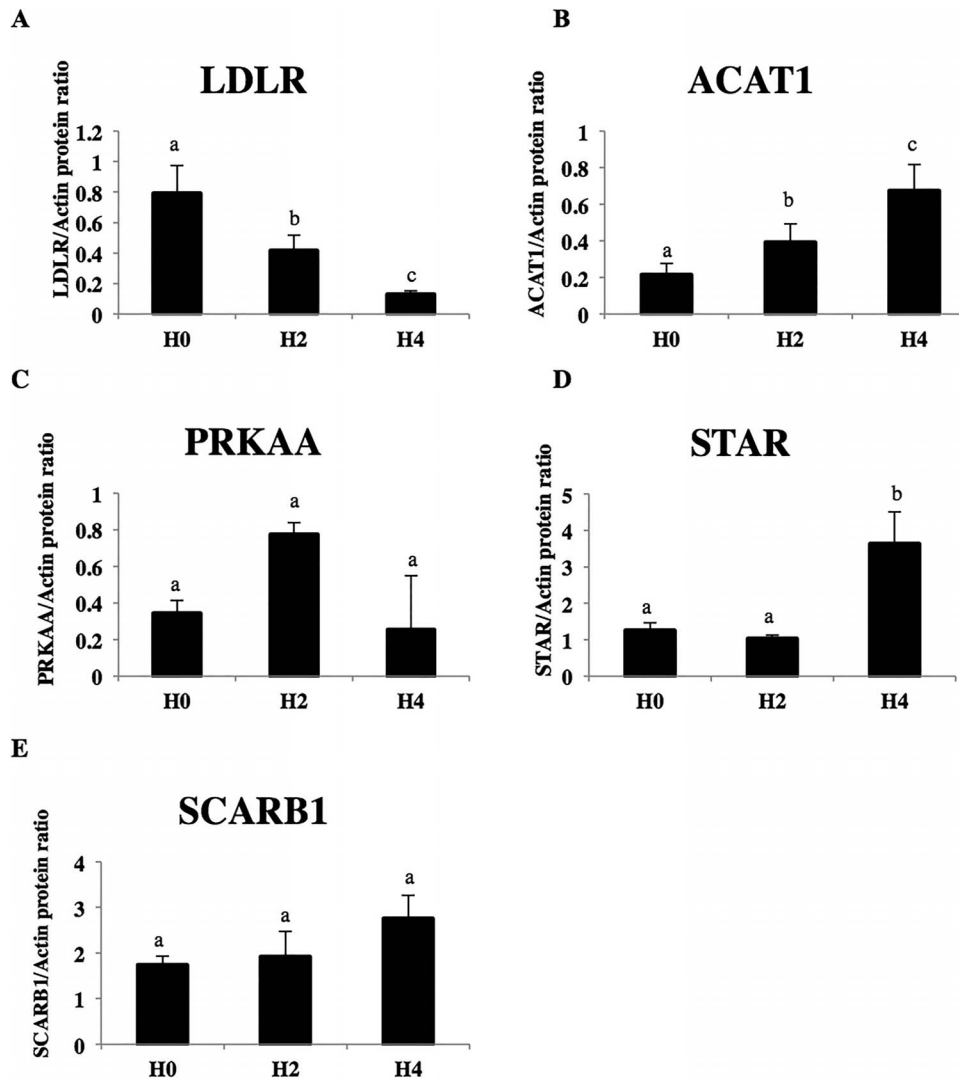 A
LDLR
LDLR/Actin protein ratio
1.2
1
0.8
0.6
0.4
0.2
0
a
b
c
H0 H2 H4
B
ACAT1
ACAT1/Actin protein ratio
1
0.8
0.6
0.4
0.2
0
a
b
c
H0 H2 H4
C
PRKAA
PRKAA/Actin protein ratio
1
0.8
0.6
0.4
0.2
0
a
a
a
H0 H2 H4
D
STAR
STAR/Actin protein ratio
5
4
3
2
1
0
a
a
b
H0 H2 H4
E
SCARB1
SCARB1/Actin protein ratio
4
3
2
1
0
a
a
a
H0 H2 H4